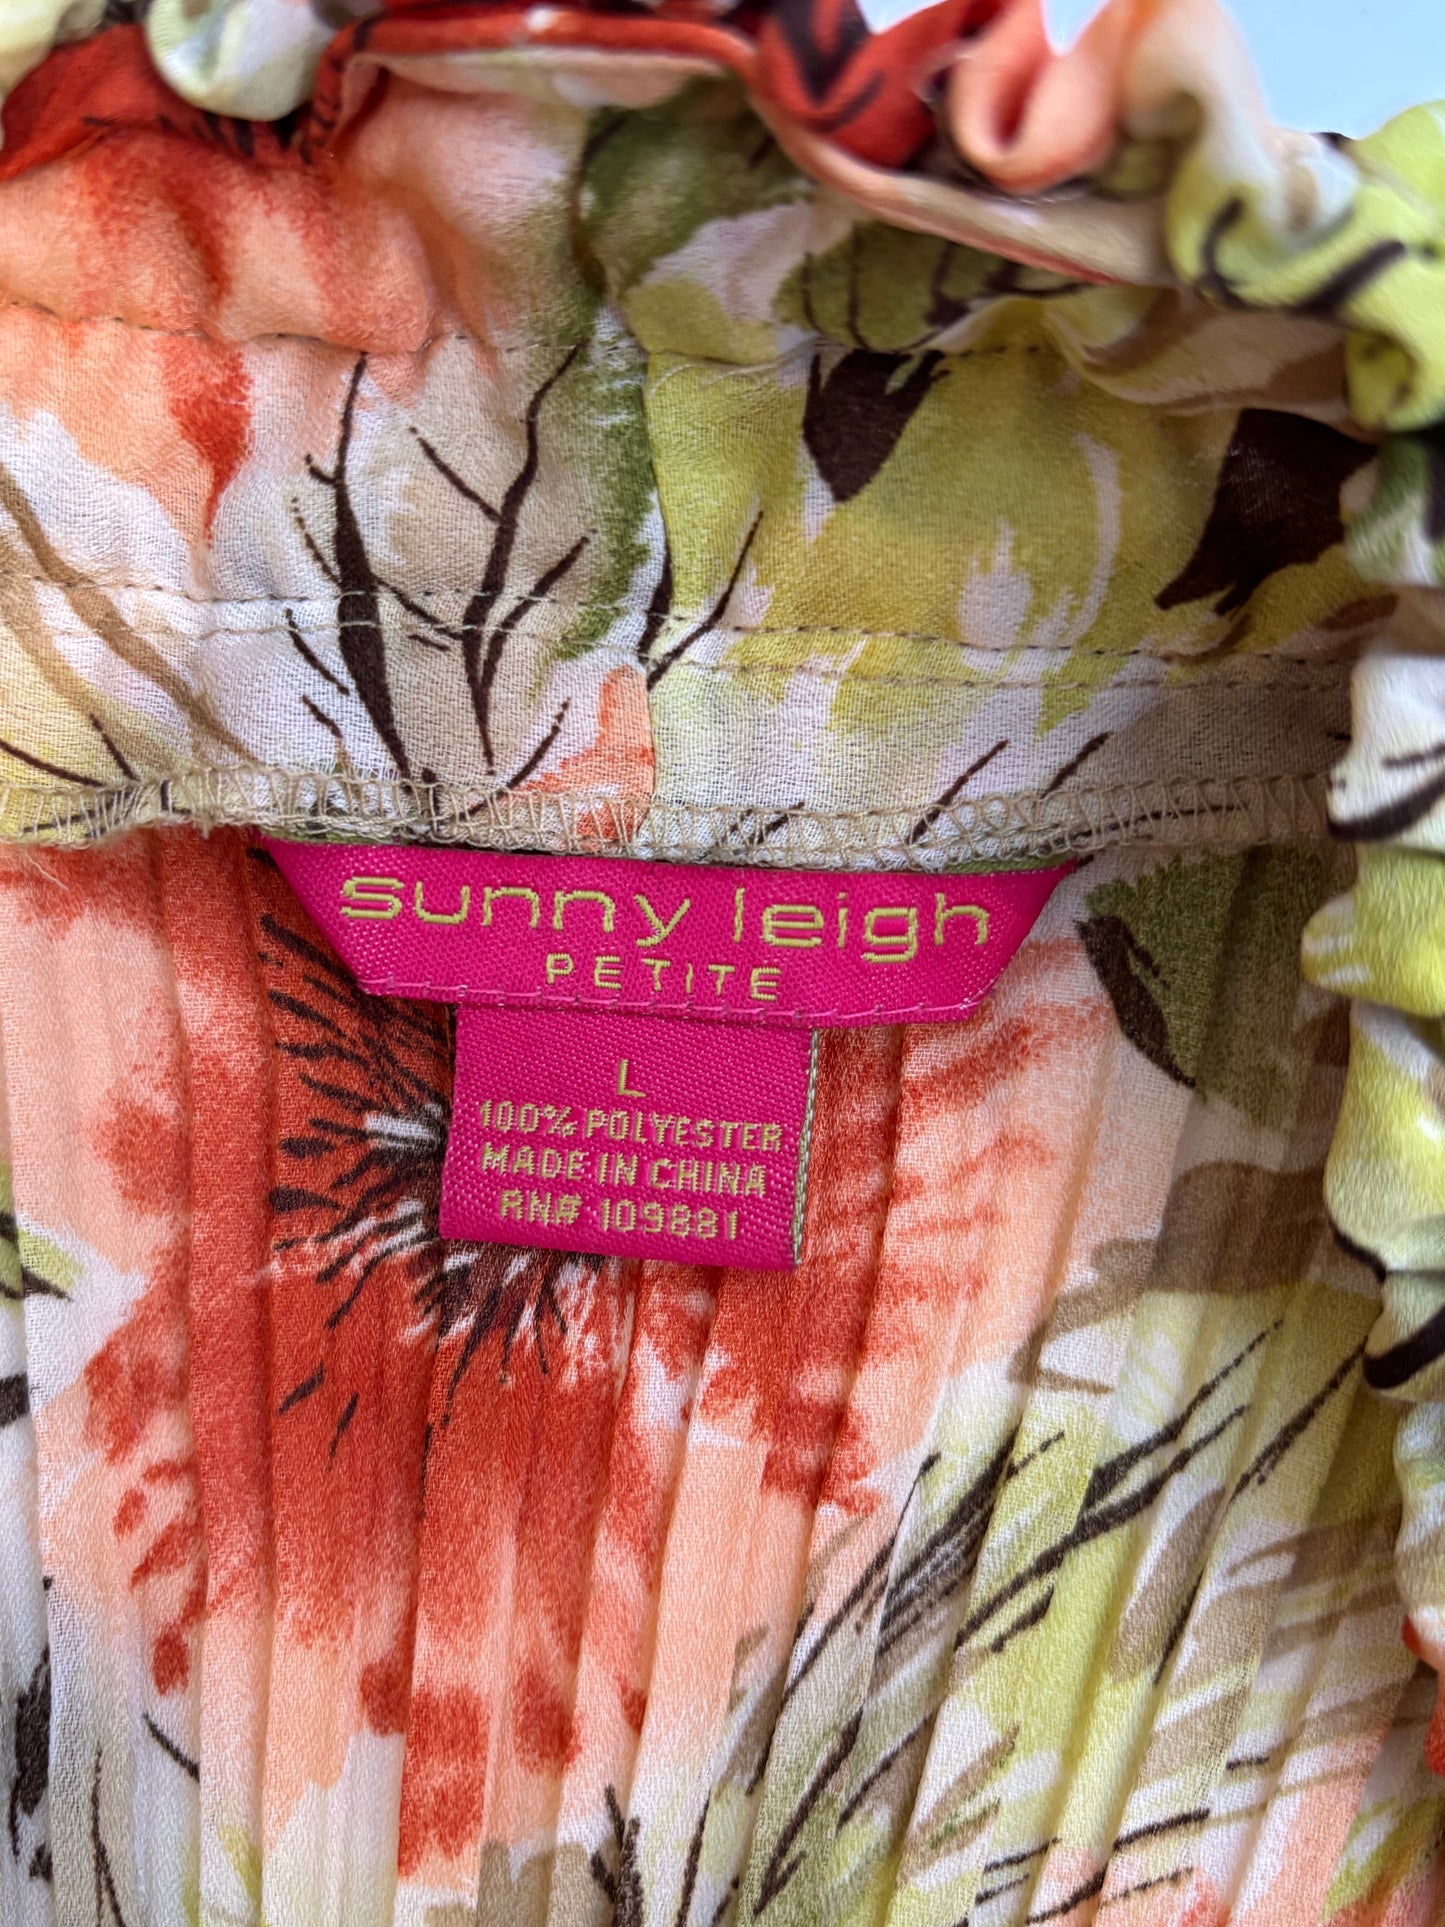 sunny leigh
PETITE
L
100% POLYESTER
MADE IN CHINA
RN# 109881